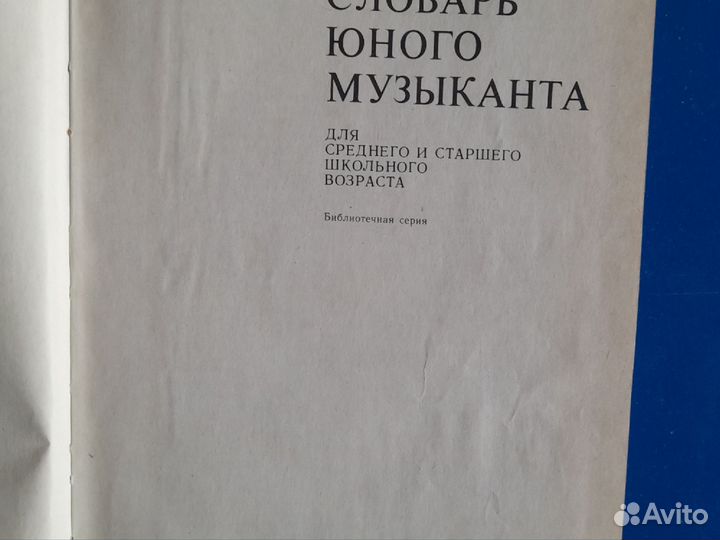 СЛОВАРЬ
ЮНОГО
МУЗЫКАНТА
ДЛЯ
СРЕДНЕГО И СТАРШЕГО
ШКОЛЬНОГО
ВОЗРАСТА
Библиотечная серия
Avito